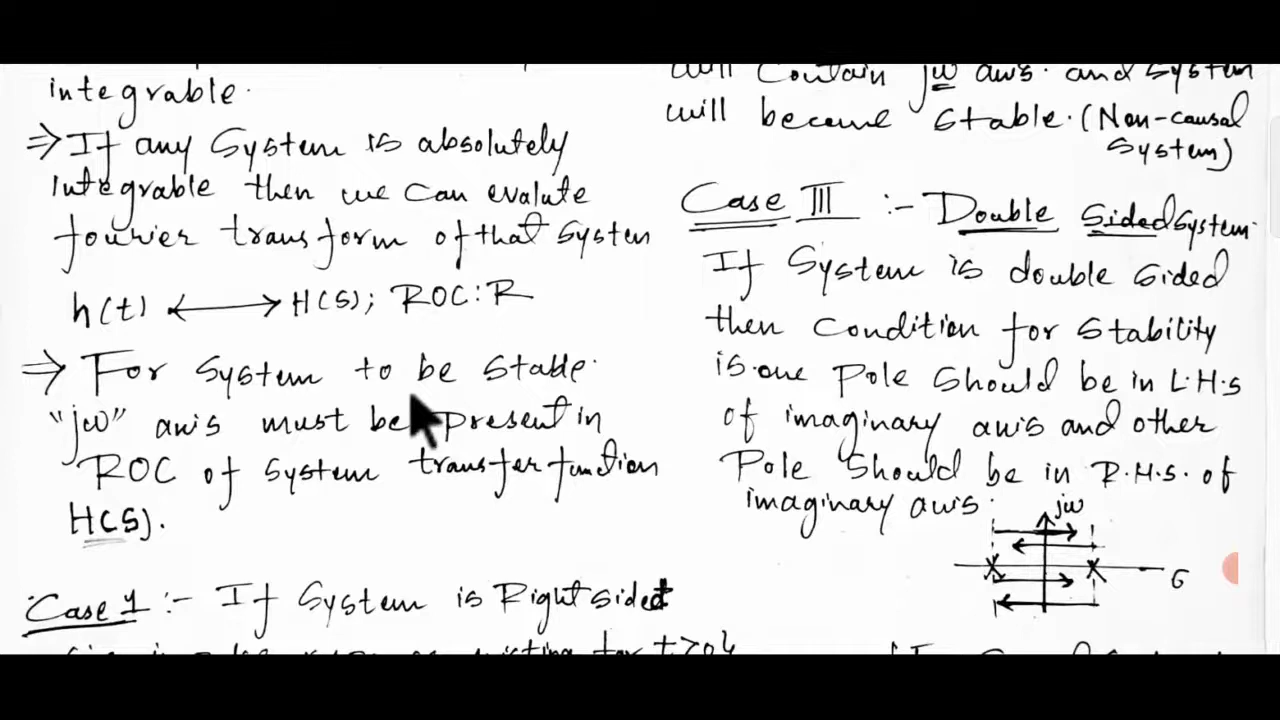 integrable.
⇒ If any System is absolutely
integrable then we can evalute
fourier transform of that System
h(t) ⟷ H(S); ROC:R
⇒ For System to be Stable.
"jω" axis must be present in
ROC of System transfer function
H(S).
Case 1 :- If System is Right sided
will Contain jω axis. and System
will become Stable. (Non-causal
System)
Case III :- Double Sided System.
If System is double sided
then Condition for Stability
is one Pole Should be in L.H.S
of imaginary axis and other
Pole Should be in R.H.S. of
imaginary axis.
jω
σ